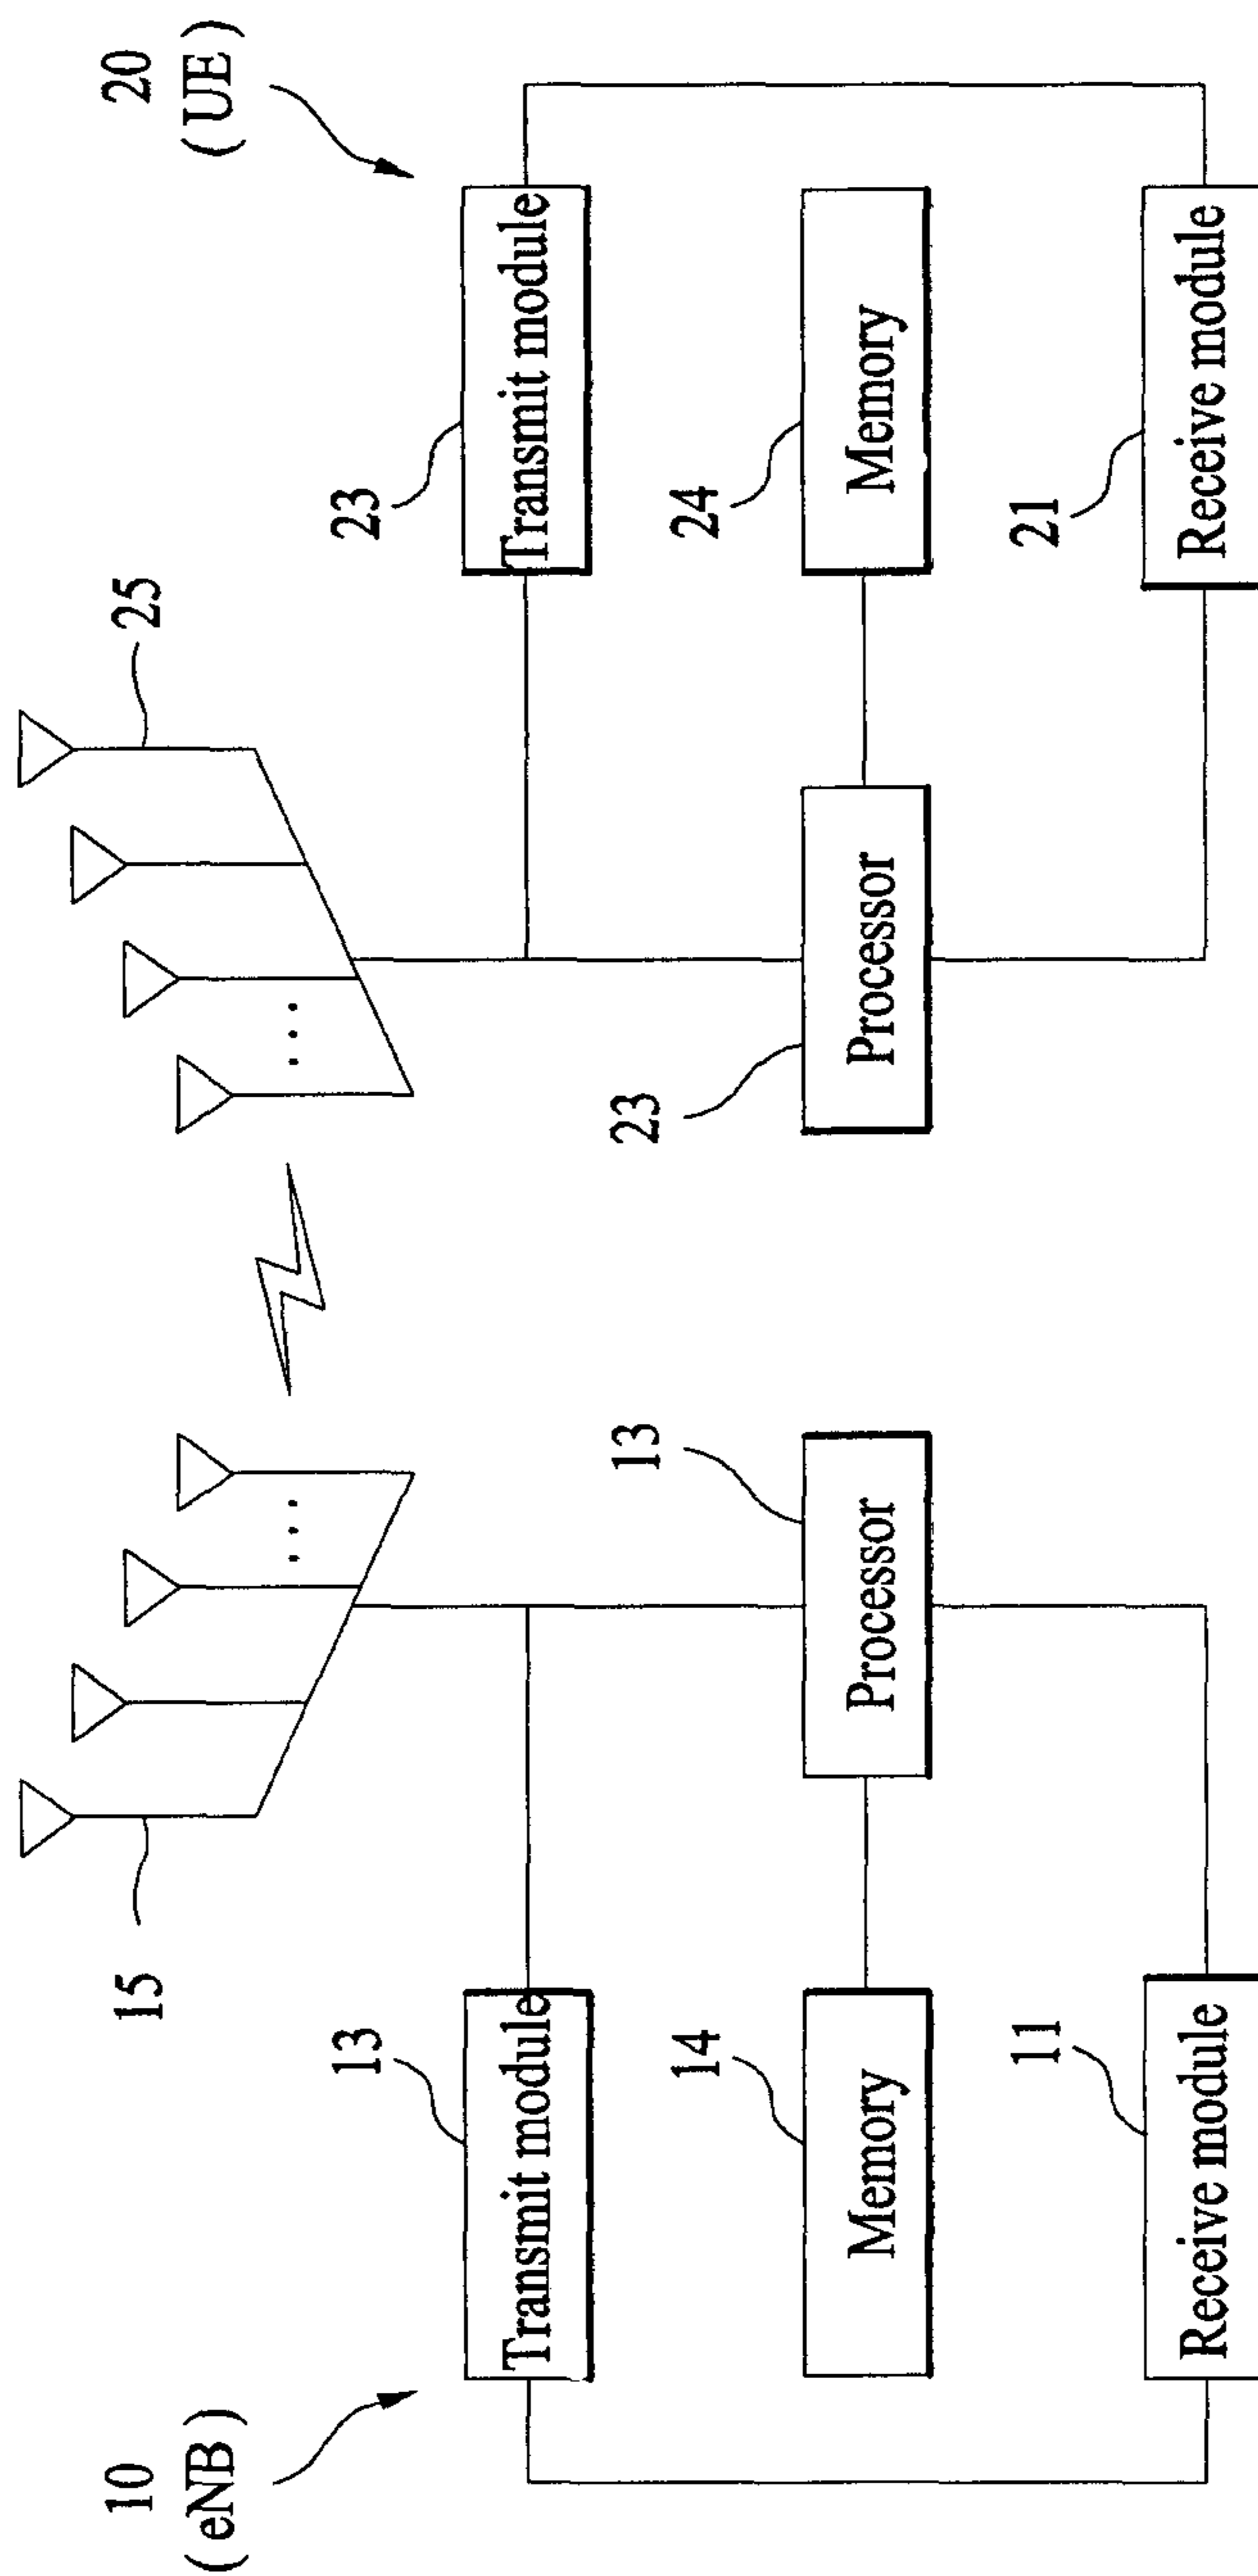 10
( eNB )
15
13
Transmit module
14
Memory
13
Processor
11
Receive module
20
( UE )
25
23
Transmit module
23
Processor
24
Memory
21
Receive module